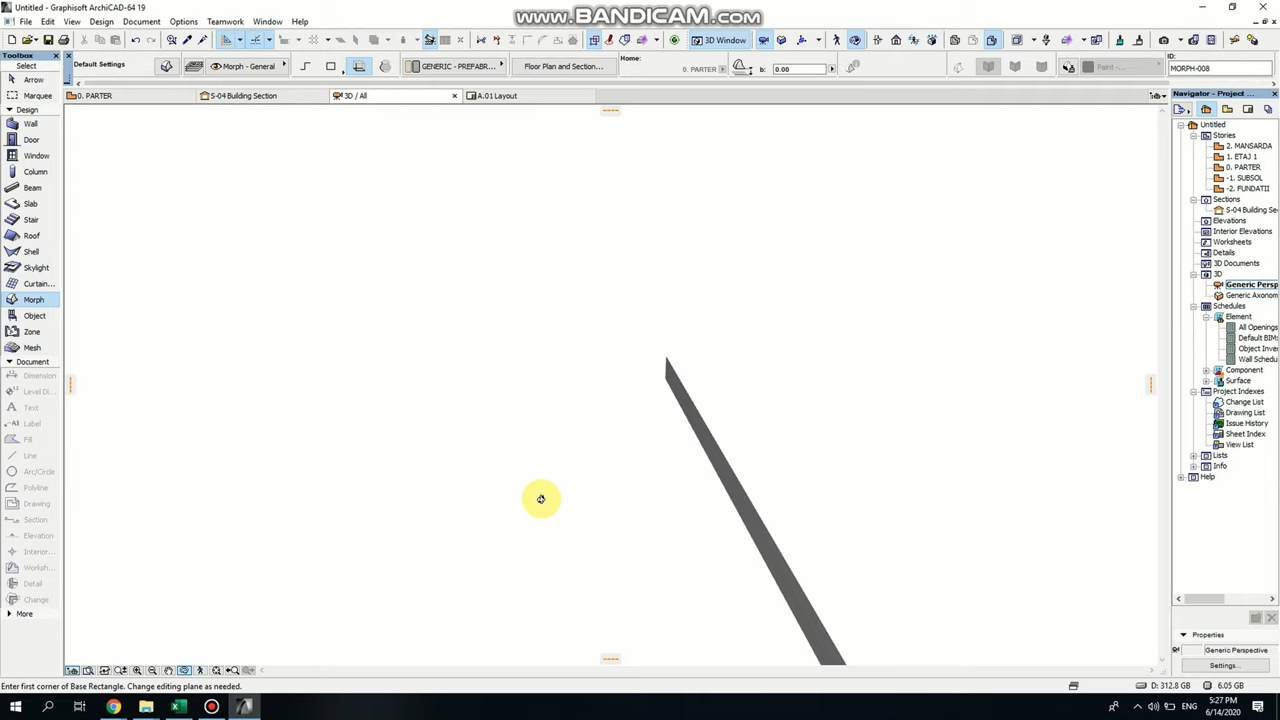 Untitled - Graphisoft ArchiCAD-64 19
www.BANDICAM.com
File Edit View Design Document Options Teamwork Window Help
3D Window
Toolbox
Select
Arrow
Marquee
Design
Wall
Door
Window
Column
Beam
Slab
Stair
Roof
Shell
Skylight
Curtain...
Morph
Object
Zone
Mesh
Document
Dimension
Level Di...
Text
Label
Fill
Line
Arc/Circle
Polyline
Drawing
Section
Elevation
Interior...
Worksh...
Detail
Change
More
Default Settings
Morph - General
GENERIC - PREFABR...
Floor Plan and Section...
Home:
0. PARTER
0.00
Paint -...
ID:
MORPH-008
0. PARTER
S-04 Building Section
3D / All
A.01 Layout
Navigator - Project ...
Untitled
Stories
2. MANSARDA
1. ETAJ 1
0. PARTER
-1. SUBSOL
-2. FUNDATII
Sections
S-04 Building Se
Elevations
Interior Elevations
Worksheets
Details
3D Documents
3D
Generic Persp
Generic Axonom
Schedules
Element
All Openings
Default BIMx
Object Inve
Wall Schedu
Component
Surface
Project Indexes
Change List
Drawing List
Issue History
Sheet Index
View List
Lists
Info
Help
Properties
Generic Perspective
Settings...
Enter first corner of Base Rectangle. Change editing plane as needed.
D: 312.8 GB
6.05 GB
ENG
5:27 PM
6/14/2020